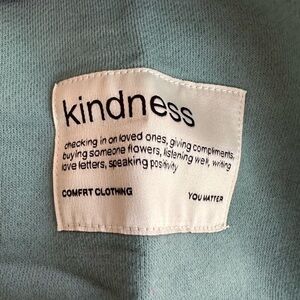 kindness
checking in on loved ones, giving compliments,
buying someone flowers, listening well, writing
love letters, speaking positivity
COMFRT CLOTHING YOU MATTER